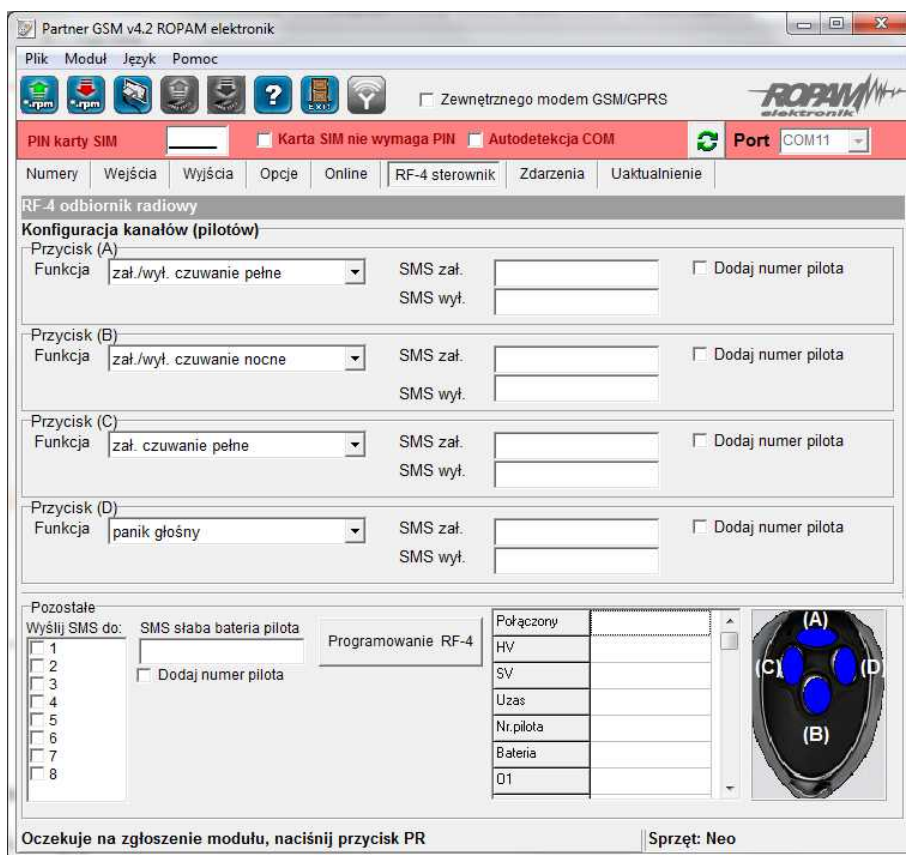 Partner GSM v4.2 ROPAM elektronik
Plik Moduł Język Pomoc
*.rpm *.rpm ? EXIT Zewnętrznego modem GSM/GPRS ROPAM
elektronik
PIN karty SIM Karta SIM nie wymaga PIN Autodetekcja COM Port COM11
Numery Wejścia Wyjścia Opcje Online RF-4 sterownik Zdarzenia Uaktualnienie
RF-4 odbiornik radiowy
Konfiguracja kanałów (pilotów)
Przycisk (A)
Funkcja zał./wył. czuwanie pełne SMS zał. Dodaj numer pilota
SMS wył.
Przycisk (B)
Funkcja zał./wył. czuwanie nocne SMS zał. Dodaj numer pilota
SMS wył.
Przycisk (C)
Funkcja zał. czuwanie pełne SMS zał. Dodaj numer pilota
SMS wył.
Przycisk (D)
Funkcja panik głośny SMS zał. Dodaj numer pilota
SMS wył.
Pozostałe
Wyślij SMS do: SMS słaba bateria pilota
1
2
3
4
5
6
7
8
Dodaj numer pilota
Programowanie RF-4
Połączony
HV
SV
Uzas
Nr.pilota
Bateria
O1
(A)
(C) (D)
(B)
Oczekuje na zgłoszenie modułu, naciśnij przycisk PR Sprzęt: Neo